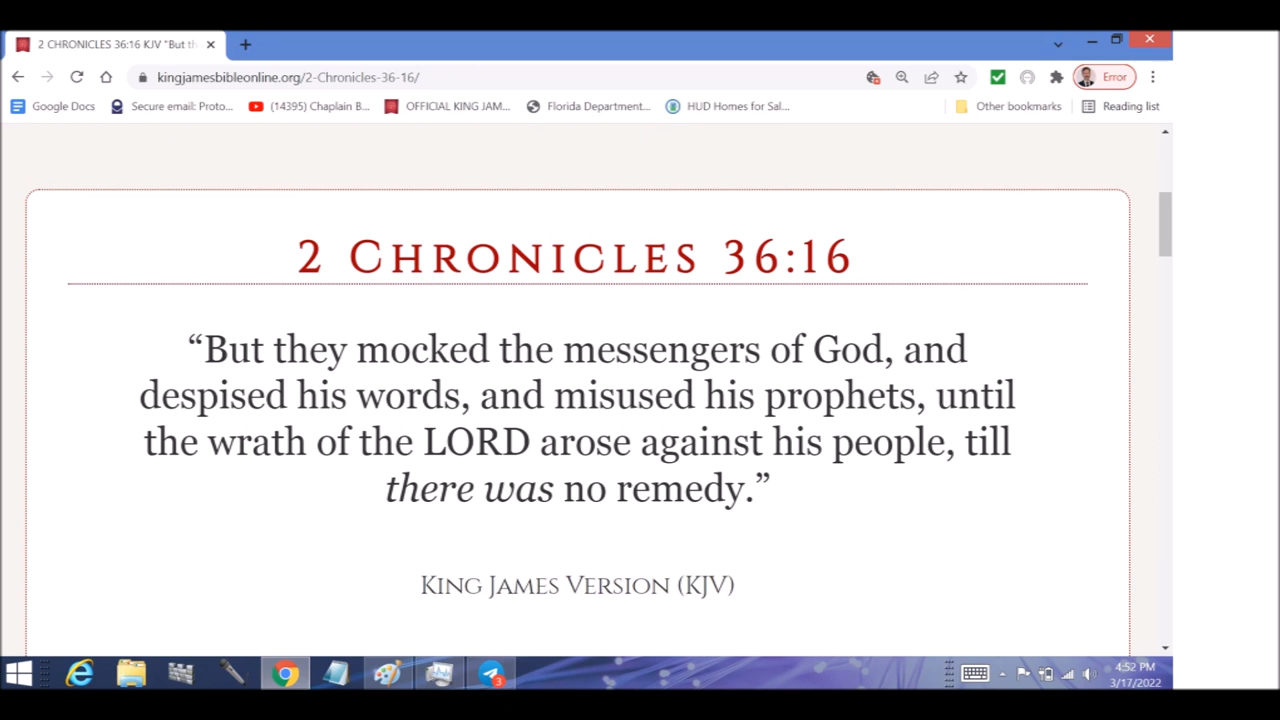 2 CHRONICLES 36:16 KJV "But th
kingjamesbibleonline.org/2-Chronicles-36-16/
Error
Google Docs
Secure email: Proto...
(14395) Chaplain B...
OFFICIAL KING JAM...
Florida Department...
HUD Homes for Sal...
Other bookmarks
Reading list
2 CHRONICLES 36:16
“But they mocked the messengers of God, and
despised his words, and misused his prophets, until
the wrath of the LORD arose against his people, till
there was no remedy.”
KING JAMES VERSION (KJV)
3
4:52 PM
3/17/2022